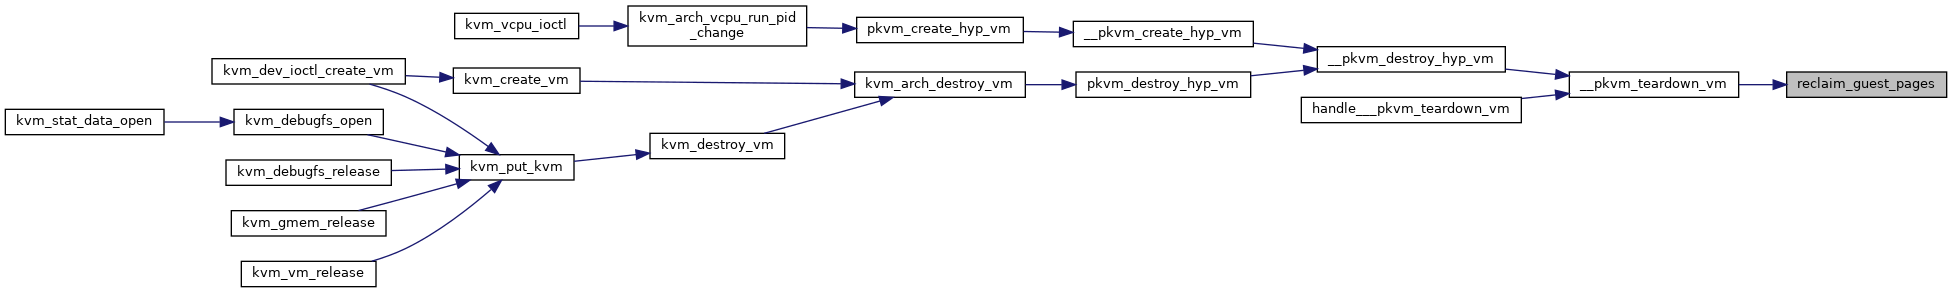 kvm_vcpu_ioctl
kvm_arch_vcpu_run_pid
_change
pkvm_create_hyp_vm
__pkvm_create_hyp_vm
kvm_dev_ioctl_create_vm
kvm_create_vm
kvm_arch_destroy_vm
pkvm_destroy_hyp_vm
__pkvm_destroy_hyp_vm
__pkvm_teardown_vm
reclaim_guest_pages
handle___pkvm_teardown_vm
kvm_stat_data_open
kvm_debugfs_open
kvm_destroy_vm
kvm_put_kvm
kvm_debugfs_release
kvm_gmem_release
kvm_vm_release